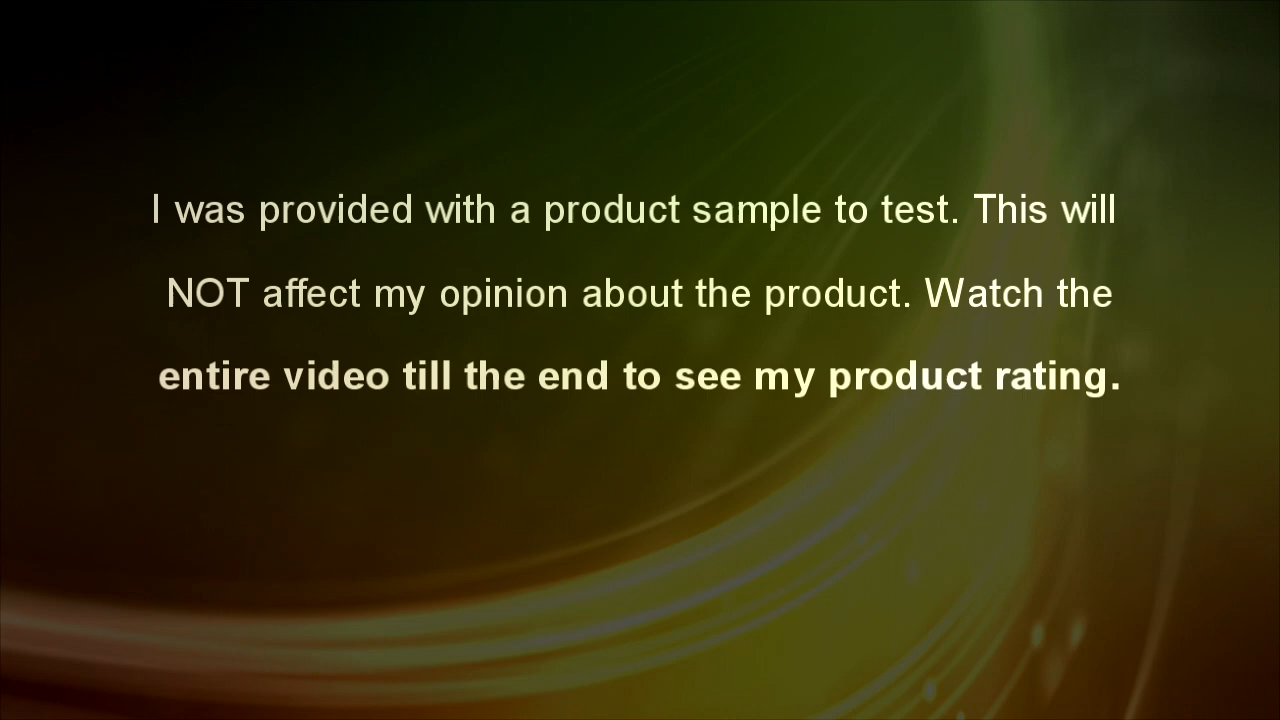 I was provided with a product sample to test. This will
NOT affect my opinion about the product. Watch the
entire video till the end to see my product rating.